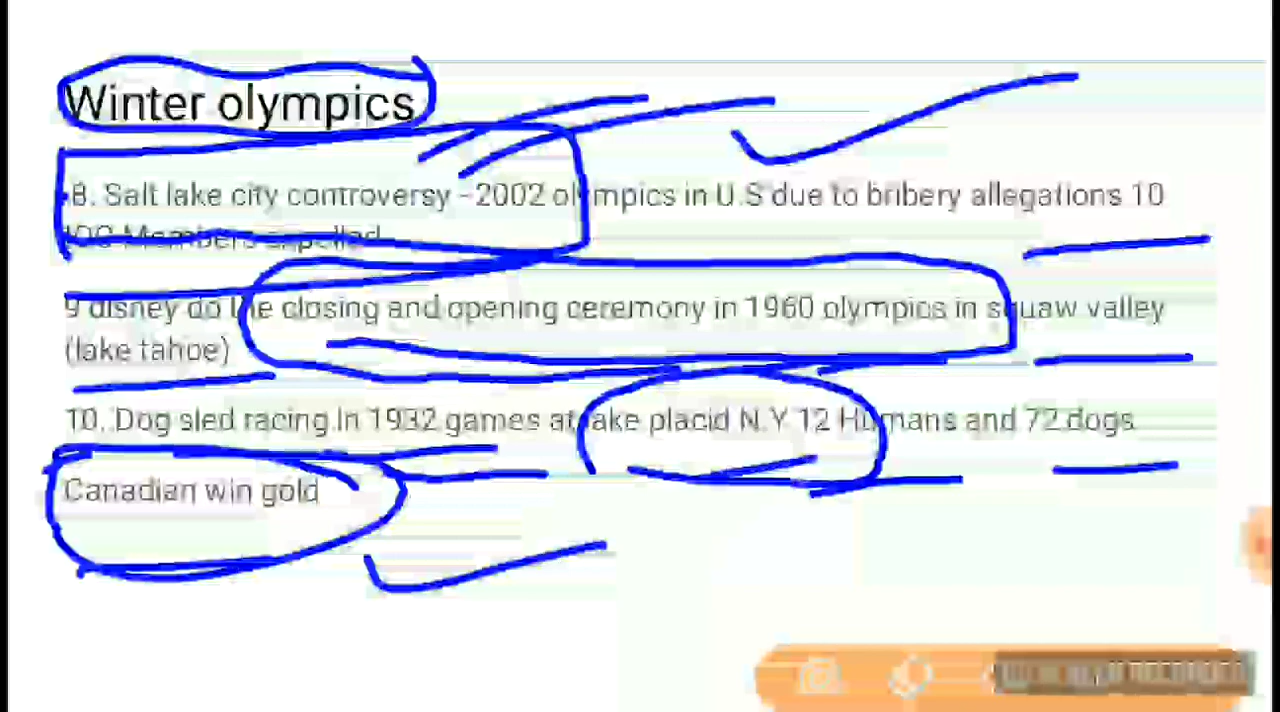 Winter olympics
8. Salt lake city controversy -2002 olympics in U.S due to bribery allegations 10
IOC Members expelled
9 disney do the closing and opening ceremony in 1960 olympics in squaw valley
(lake tahoe)
10. Dog sled racing.In 1932 games at lake placid N.Y 12 Humans and 72 dogs
Canadian win gold